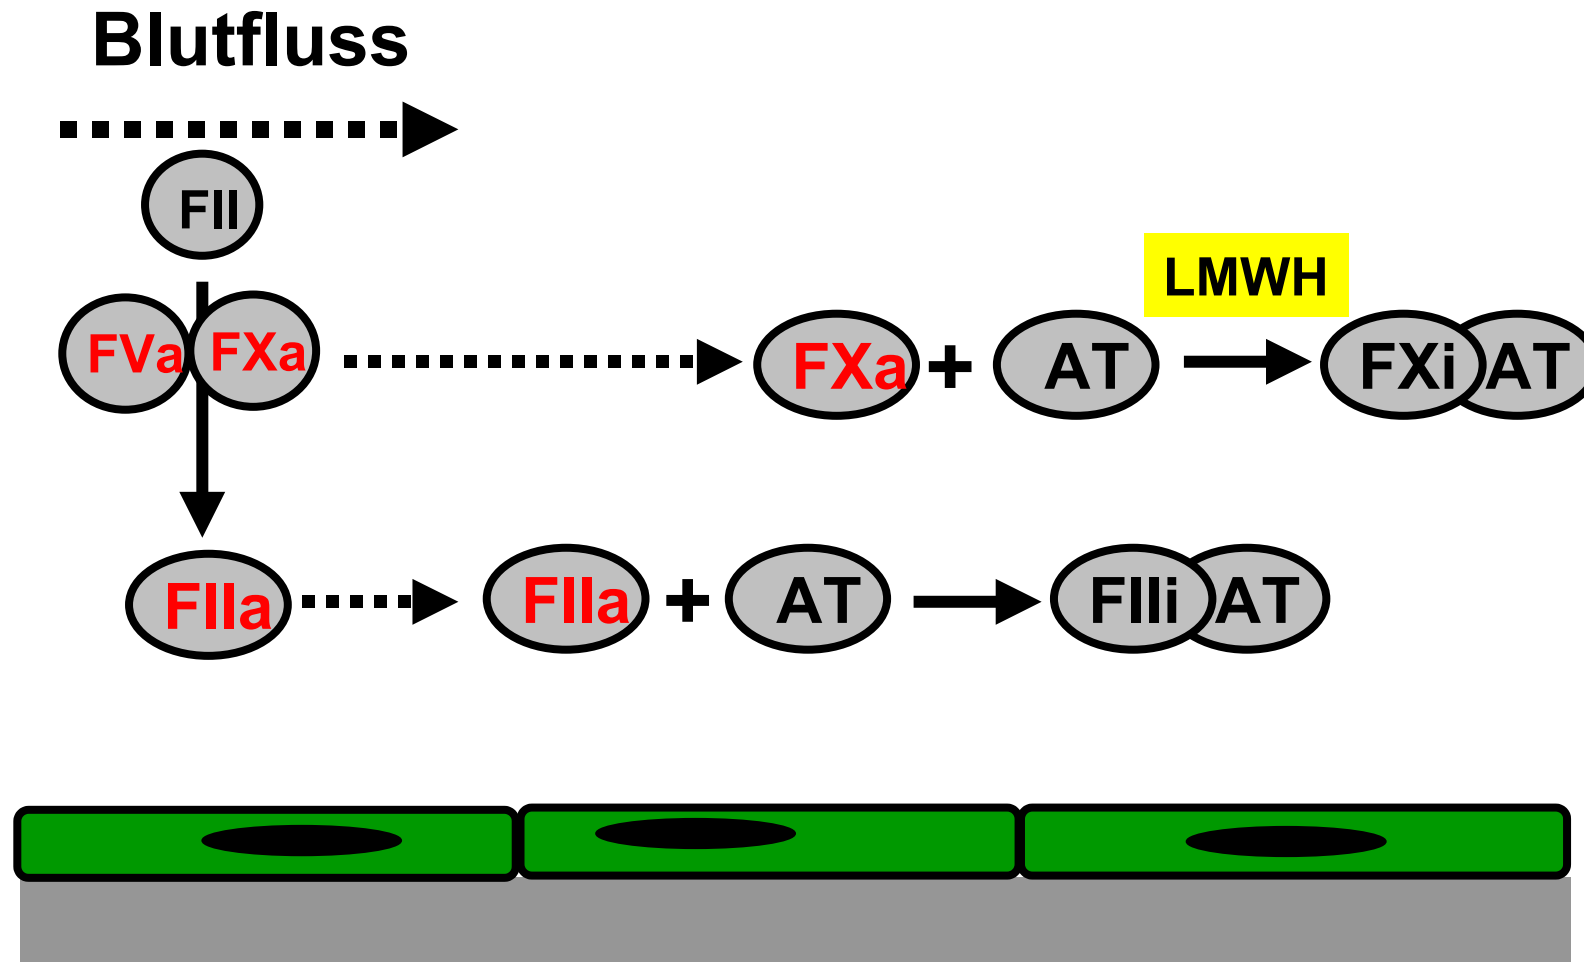 Blutfluss
FII
LMWH
FVa FXa FXa + AT FXi AT
FIIa FIIa + AT FIIi AT